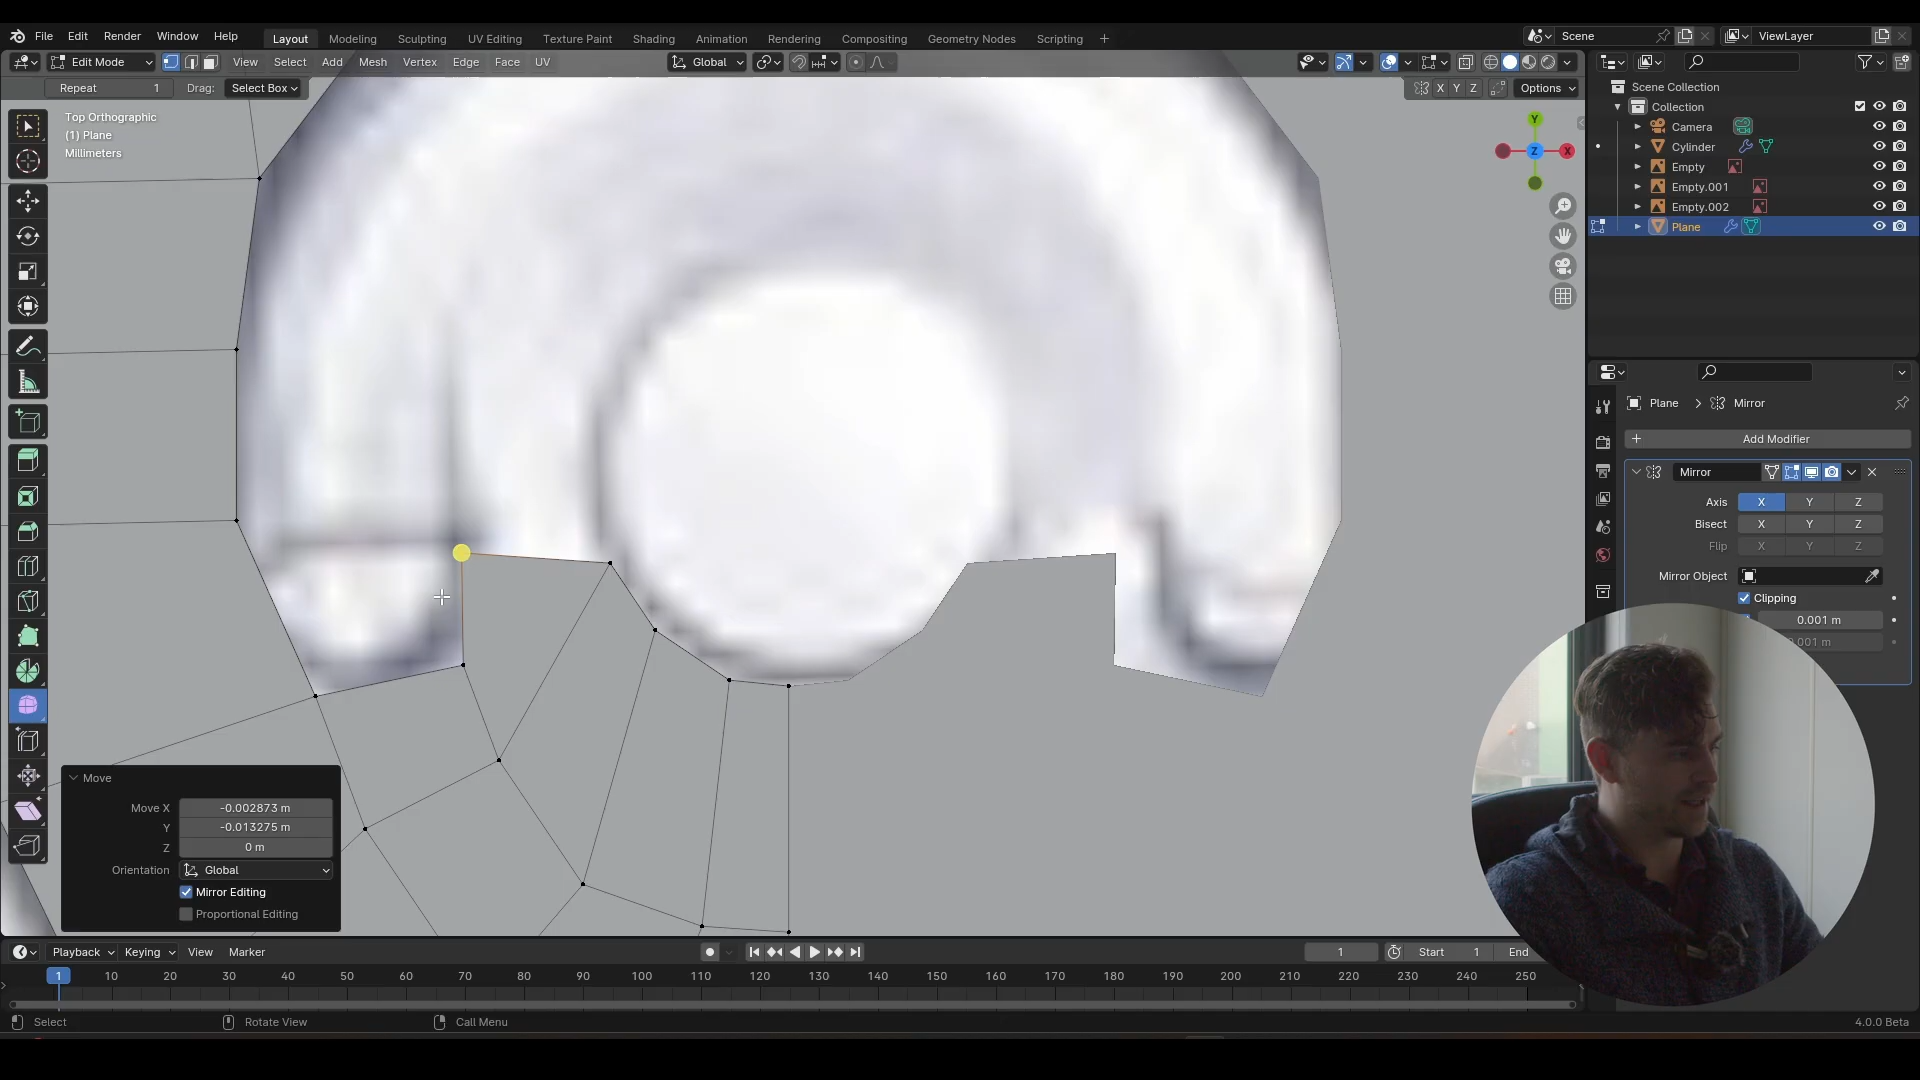 File Edit Render Window Help Layout Modeling Sculpting UV Editing Texture Paint Shading Animation Rendering Compositing Geometry Nodes Scripting + Scene ViewLayer
Edit Mode View Select Add Mesh Vertex Edge Face UV Global
Repeat 1 Drag: Select Box X Y Z Options
Top Orthographic
(1) Plane
Millimeters
Y
Z X
Scene Collection
Collection
Camera
Cylinder
Empty
Empty.001
Empty.002
Plane
Plane > Mirror
+ Add Modifier
Mirror
Axis X Y Z
Bisect X Y Z
Flip X Y Z
Mirror Object
Clipping
0.001 m
0.001 m
Move
Move X -0.002873 m
Y -0.013275 m
Z 0 m
Orientation Global
Mirror Editing
Proportional Editing
Playback Keying View Marker 1 Start 1 End
1 10 20 30 40 50 60 70 80 90 100 110 120 130 140 150 160 170 180 190 200 210 220 230 240 250
Select Rotate View Call Menu 4.0.0 Beta